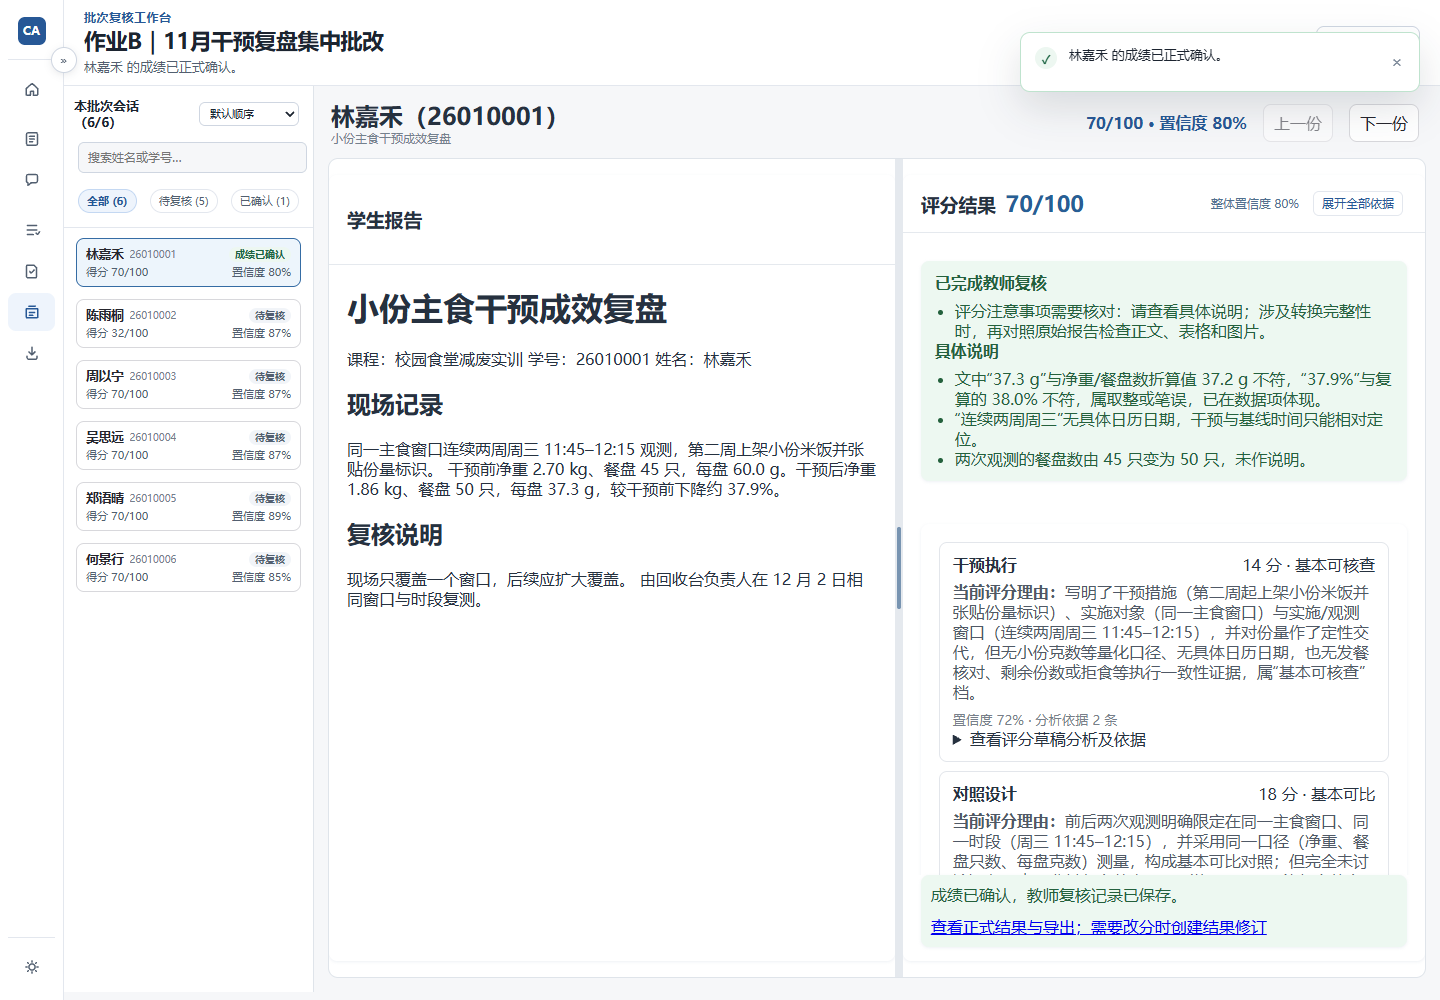 CA
»
批次复核工作台
作业B｜11月干预复盘集中批改
林嘉禾 的成绩已正式确认。
✓ 林嘉禾 的成绩已正式确认。 ×
本批次会话（6/6）
默认顺序
搜索姓名或学号...
全部 (6) 待复核 (5) 已确认 (1)
林嘉禾 26010001 成绩已确认
得分 70/100 置信度 80%
陈雨桐 26010002 待复核
得分 32/100 置信度 87%
周以宁 26010003 待复核
得分 70/100 置信度 87%
吴思远 26010004 待复核
得分 70/100 置信度 87%
郑语晴 26010005 待复核
得分 70/100 置信度 89%
何景行 26010006 待复核
得分 70/100 置信度 85%
林嘉禾（26010001）
小份主食干预成效复盘
70/100 • 置信度 80% 上一份 下一份
学生报告
小份主食干预成效复盘
课程：校园食堂减废实训 学号：26010001 姓名：林嘉禾
现场记录
同一主食窗口连续两周周三 11:45–12:15 观测，第二周上架小份米饭并张
贴份量标识。 干预前净重 2.70 kg、餐盘 45 只，每盘 60.0 g。干预后净重
1.86 kg、餐盘 50 只，每盘 37.3 g，较干预前下降约 37.9%。
复核说明
现场只覆盖一个窗口，后续应扩大覆盖。 由回收台负责人在 12 月 2 日相
同窗口与时段复测。
评分结果 70/100 整体置信度 80% 展开全部依据
已完成教师复核
• 评分注意事项需要核对：请查看具体说明；涉及转换完整性
时，再对照原始报告检查正文、表格和图片。
具体说明
• 文中“37.3 g”与净重/餐盘数折算值 37.2 g 不符，“37.9%”与复
算的 38.0% 不符，属取整或笔误，已在数据项体现。
• “连续两周周三”无具体日历日期，干预与基线时间只能相对定
位。
• 两次观测的餐盘数由 45 只变为 50 只，未作说明。
干预执行 14 分 · 基本可核查
当前评分理由：写明了干预措施（第二周起上架小份米饭并
张贴份量标识）、实施对象（同一主食窗口）与实施/观测
窗口（连续两周周三 11:45–12:15），并对份量作了定性交
代，但无小份克数等量化口径、无具体日历日期，也无发餐
核对、剩余份数或拒食等执行一致性证据，属“基本可核查”
档。
置信度 72% · 分析依据 2 条
▶ 查看评分草稿分析及依据
对照设计 18 分 · 基本可比
当前评分理由：前后两次观测明确限定在同一主食窗口、同
一时段（周三 11:45–12:15），并采用同一口径（净重、餐
盘只数、每盘克数）测量，构成基本可比对照；但完全未讨
成绩已确认，教师复核记录已保存。
查看正式结果与导出；需要改分时创建结果修订